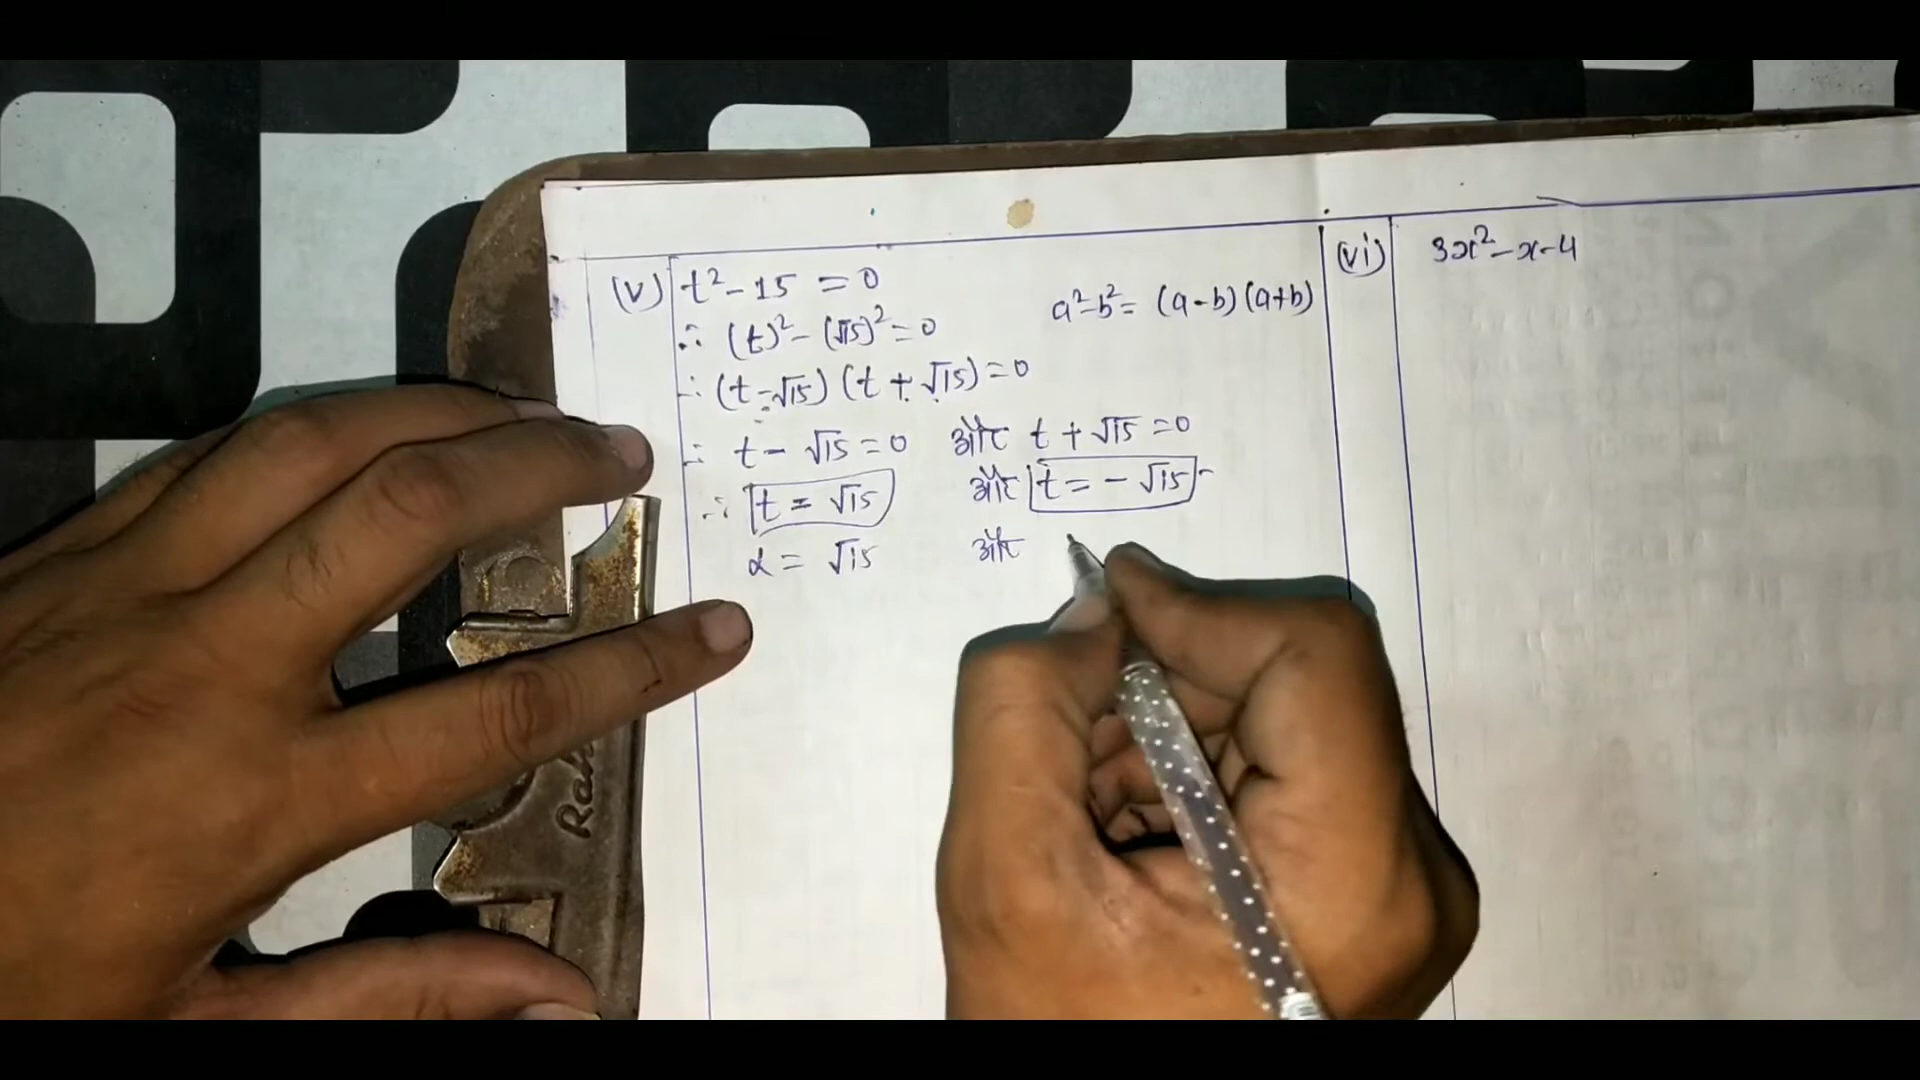 (v) t² - 15 = 0
a² - b² = (a - b) (a + b)
∴ (t)² - (√15)² = 0
∴ (t - √15) (t + √15) = 0
∴ t - √15 = 0 और t + √15 = 0
∴ t = √15 और t = - √15
α = √15 और
(vi) 3x² - x - 4